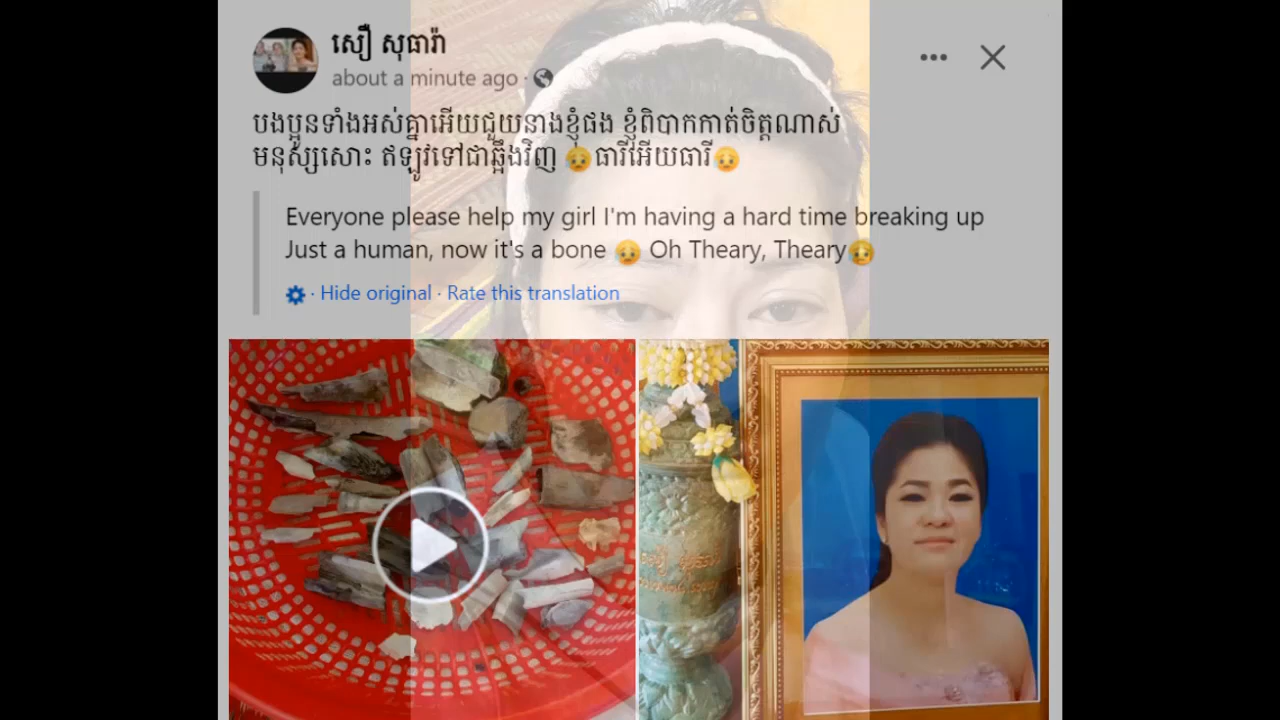 សឿ សុធារ៉ា
about a minute ago
បងប្អូនទាំងអស់គ្នាអើយជួយនាងខ្ញុំផង ខ្ញុំពិបាកកាត់ចិត្តណាស់
មនុស្សសោះ ឥឡូវទៅជាឆ្អឹងវិញ 😥ធារីអើយធារី😥
Everyone please help my girl I'm having a hard time breaking up
Just a human, now it's a bone 😥 Oh Theary, Theary😥
· Hide original · Rate this translation